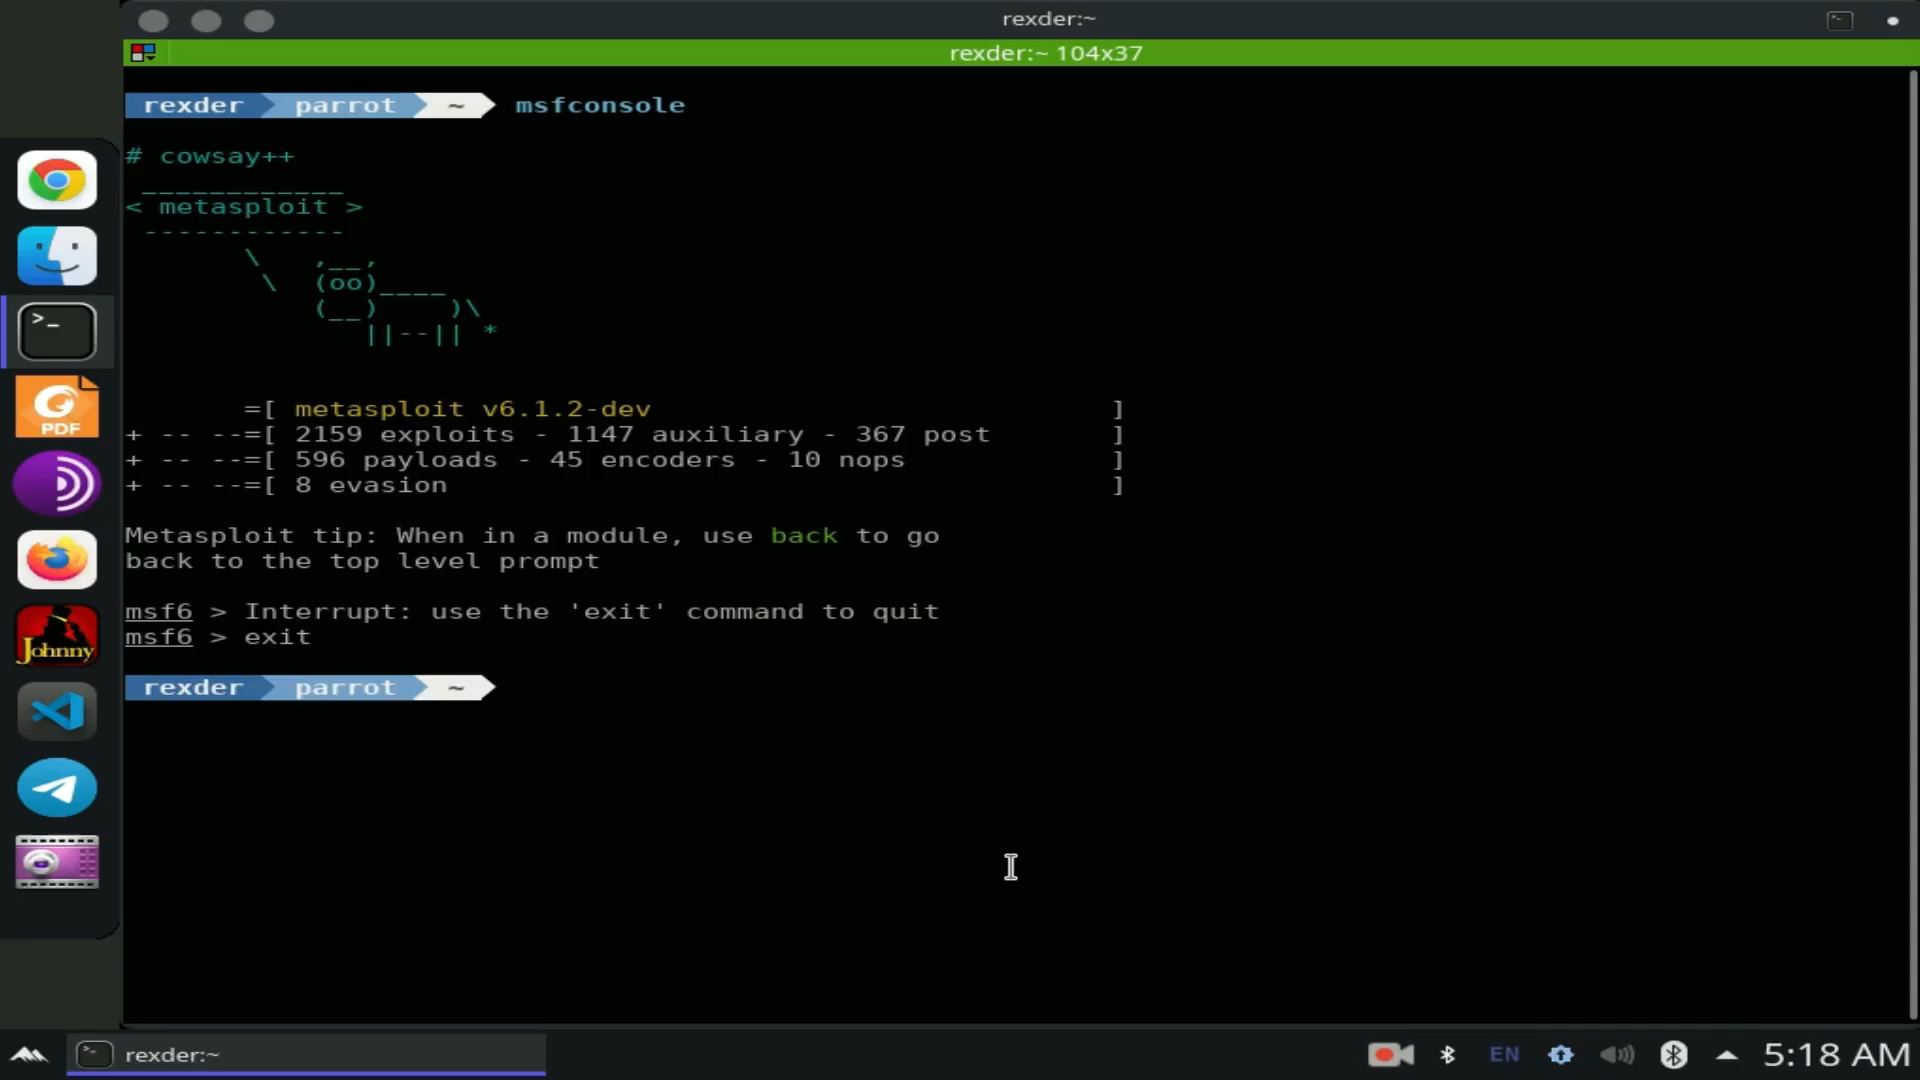 rexder:~
rexder:~ 104x37
rexder parrot ~ msfconsole
# cowsay++
 ____________
< metasploit >
 ------------
       \   ,__,
        \  (oo)____
           (__)    )\
              ||--|| *
       =[ metasploit v6.1.2-dev                           ]
+ -- --=[ 2159 exploits - 1147 auxiliary - 367 post       ]
+ -- --=[ 596 payloads - 45 encoders - 10 nops            ]
+ -- --=[ 8 evasion                                       ]
Metasploit tip: When in a module, use back to go
back to the top level prompt
msf6 > Interrupt: use the 'exit' command to quit
msf6 > exit
rexder parrot ~
>_
PDF
Johnny
rexder:~
EN
5:18 AM